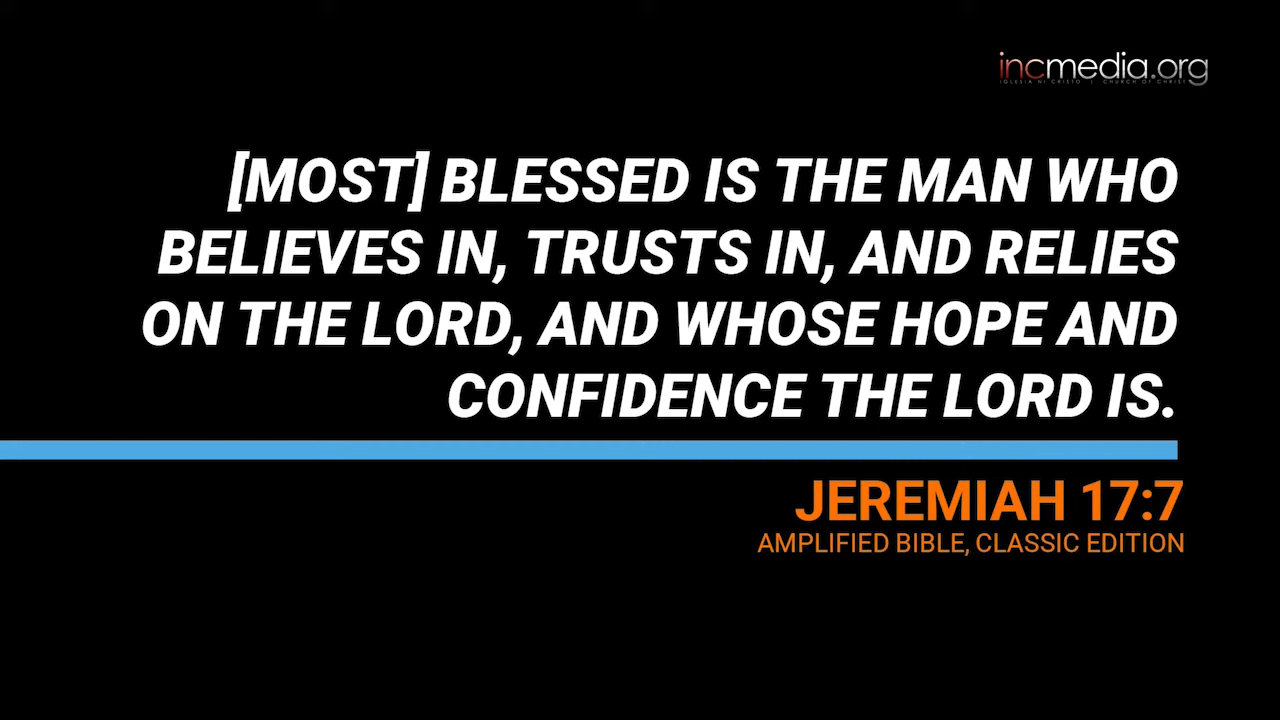 incmedia.org
IGLESIA NI CRISTO | CHURCH OF CHRIST
[MOST] BLESSED IS THE MAN WHO
BELIEVES IN, TRUSTS IN, AND RELIES
ON THE LORD, AND WHOSE HOPE AND
CONFIDENCE THE LORD IS.
JEREMIAH 17:7
AMPLIFIED BIBLE, CLASSIC EDITION